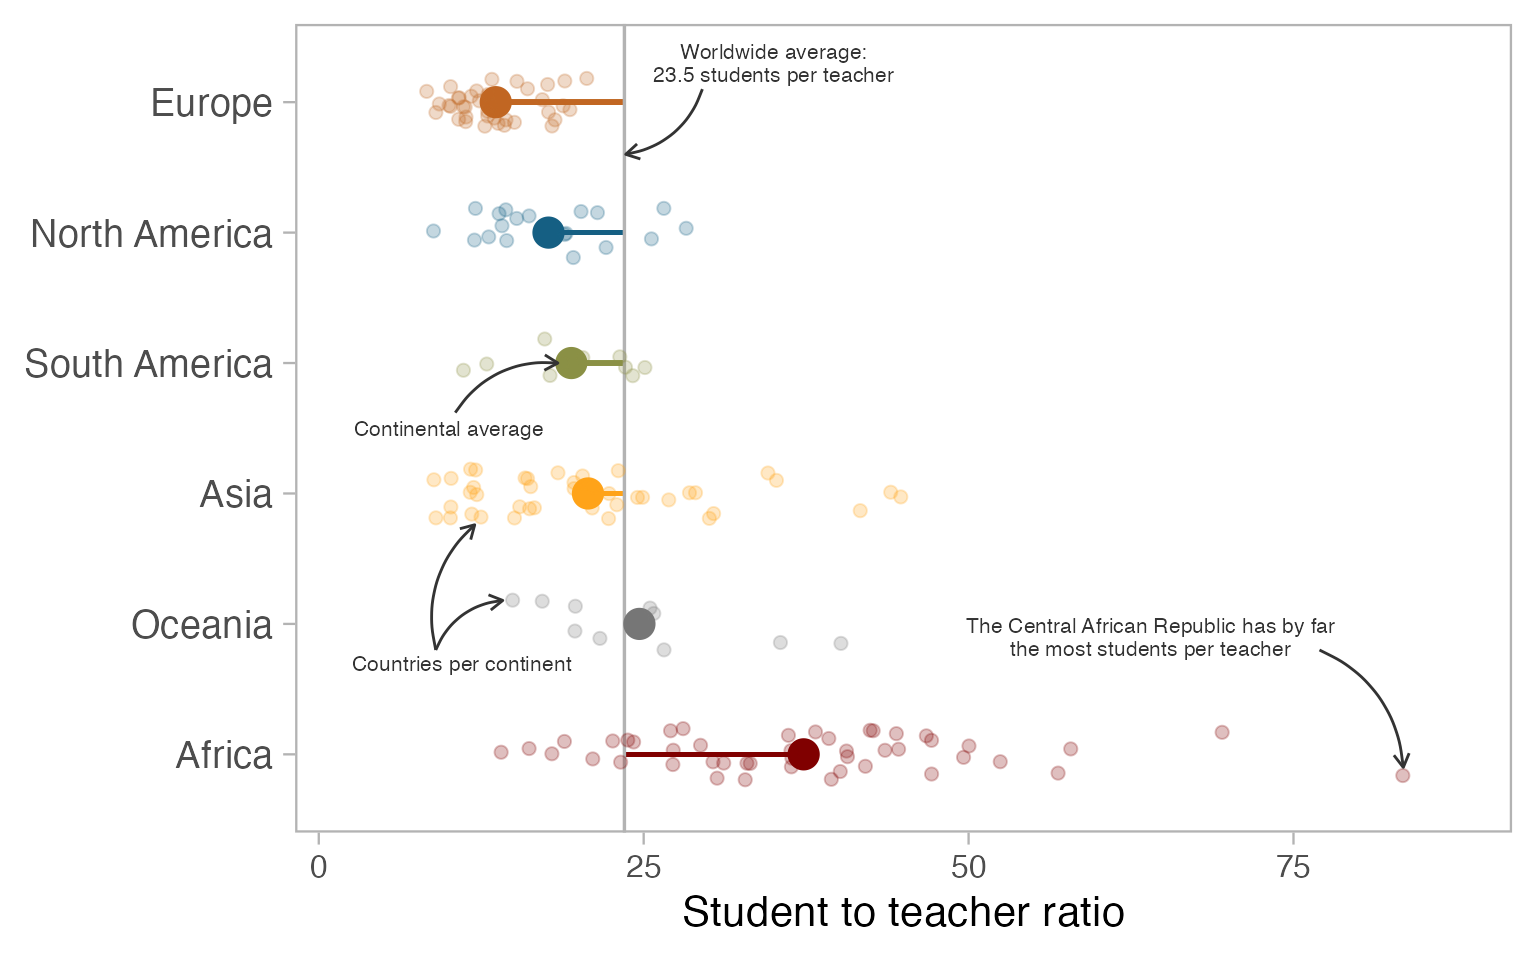 Worldwide average:
23.5 students per teacher
Europe
North America
South America
Continental average
Asia
Oceania
Countries per continent
The Central African Republic has by far
the most students per teacher
Africa
0 25 50 75
Student to teacher ratio